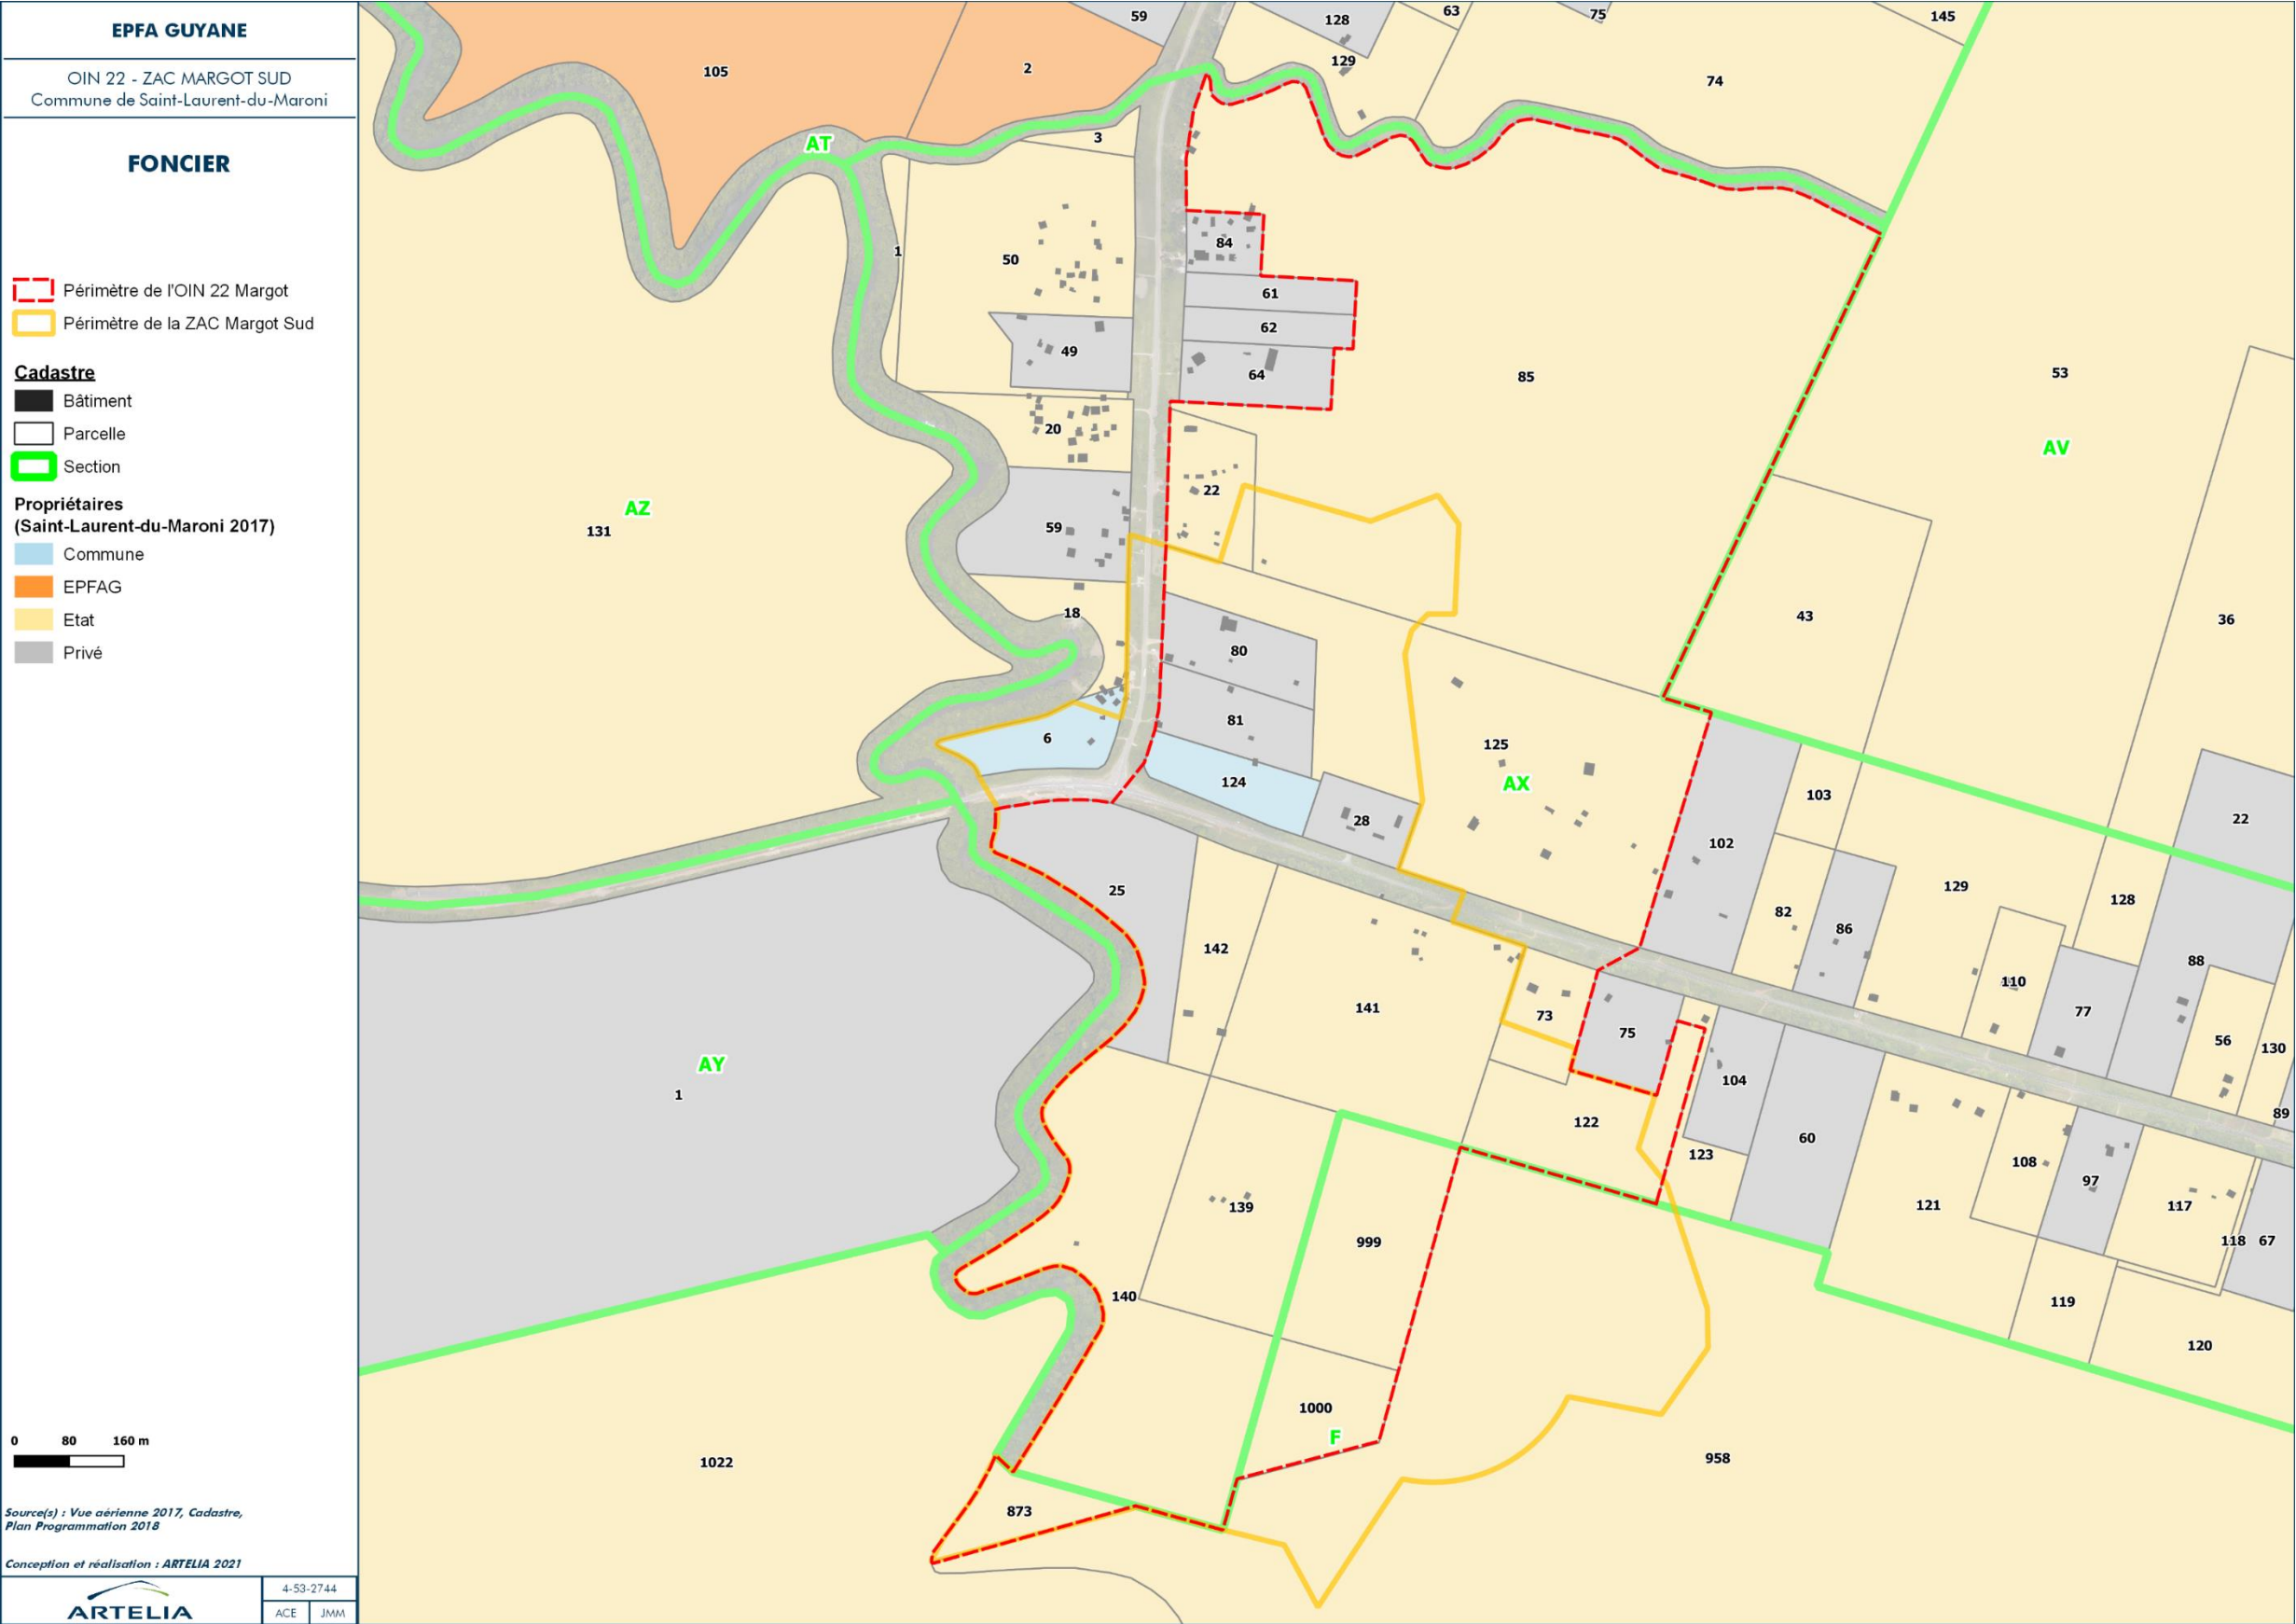 EPFA GUYANE
OIN 22 - ZAC MARGOT SUD
Commune de Saint-Laurent-du-Maroni
FONCIER
Périmètre de l'OIN 22 Margot
Périmètre de la ZAC Margot Sud
Cadastre
Bâtiment
Parcelle
Section
Propriétaires
(Saint-Laurent-du-Maroni 2017)
Commune
EPFAG
Etat
Privé
0 80 160 m
Source(s) : Vue aérienne 2017, Cadastre,
Plan Programmation 2018
Conception et réalisation : ARTELIA 2021
ARTELIA
4-53-2744
ACE JMM
59
128
63
75
145
105
2
129
74
3
AT
1
50
84
61
62
49
64
85
53
20
AV
22
AZ
131
59
18
43
36
80
81
6
125
124
AX
103
28
22
102
25
129
128
82
86
142
88
110
141
77
73
75
56
130
AY
1
104
89
122
60
123
108
97
139
121
117
999
118
67
140
119
120
1000
F
1022
958
873